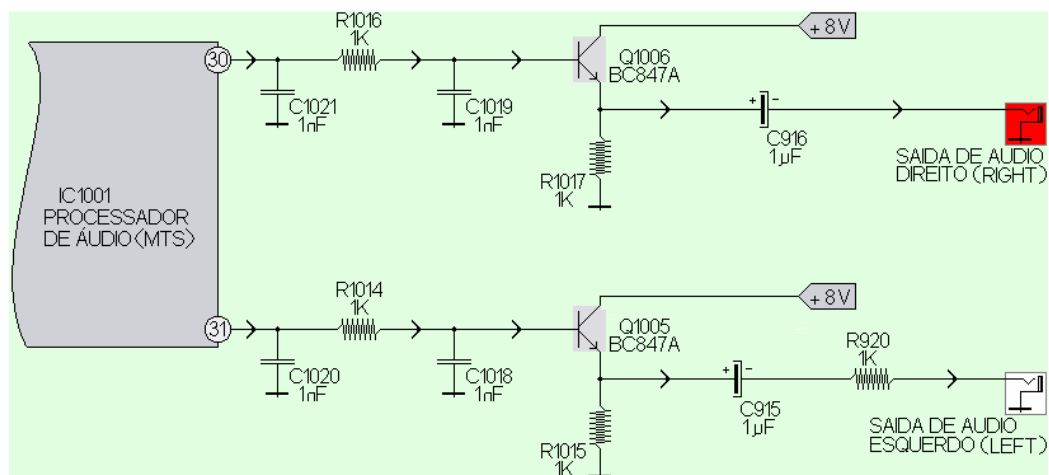 R1016
1K
+8V
30
Q1006
BC847A
C1021
1nF
C1019
1nF
+ -
C916
1µF
R1017
1K
SAIDA DE AUDIO
DIREITO (RIGHT)
IC1001
PROCESSADOR
DE ÁUDIO (MTS)
R1014
1K
+8V
31
Q1005
BC847A
R920
1K
C1020
1nF
C1018
1nF
+ -
C915
1µF
R1015
1K
SAIDA DE AUDIO
ESQUERDO (LEFT)